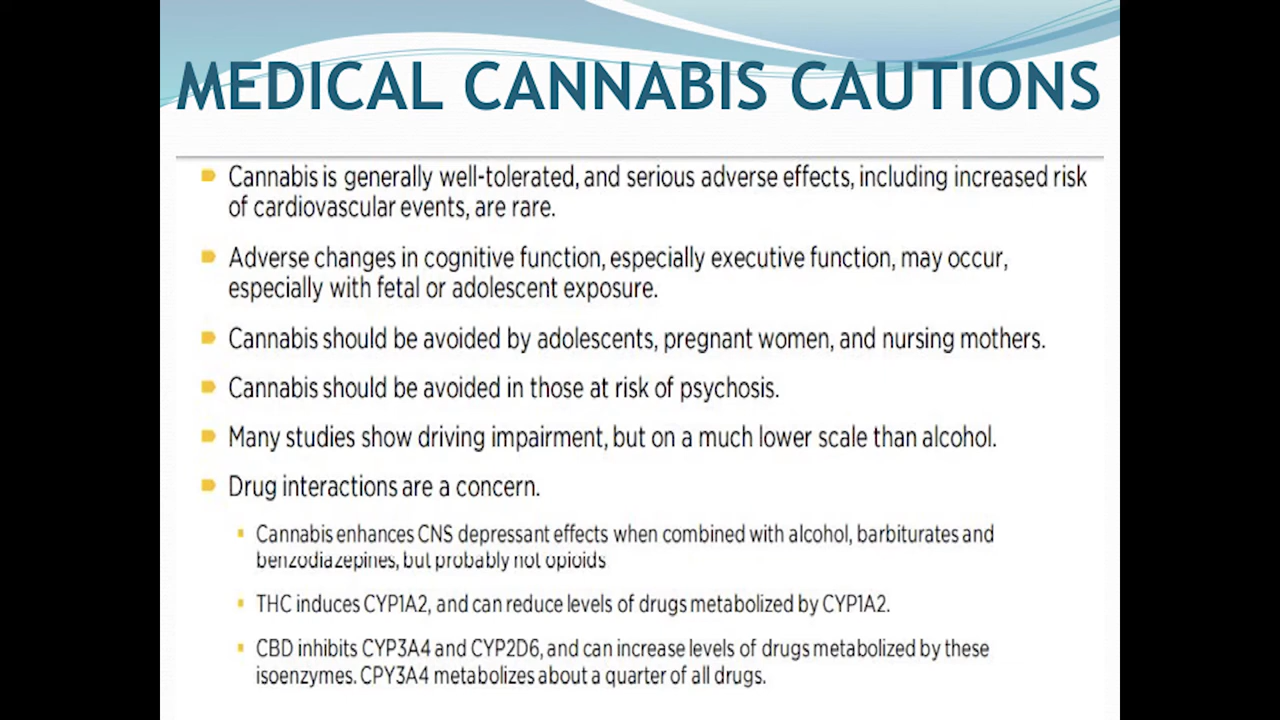 MEDICAL CANNABIS CAUTIONS
Cannabis is generally well-tolerated, and serious adverse effects, including increased risk
of cardiovascular events, are rare.
Adverse changes in cognitive function, especially executive function, may occur,
especially with fetal or adolescent exposure.
Cannabis should be avoided by adolescents, pregnant women, and nursing mothers.
Cannabis should be avoided in those at risk of psychosis.
Many studies show driving impairment, but on a much lower scale than alcohol.
Drug interactions are a concern.
Cannabis enhances CNS depressant effects when combined with alcohol, barbiturates and
benzodiazepines, but probably not opioids
THC induces CYP1A2, and can reduce levels of drugs metabolized by CYP1A2.
CBD inhibits CYP3A4 and CYP2D6, and can increase levels of drugs metabolized by these
isoenzymes. CPY3A4 metabolizes about a quarter of all drugs.